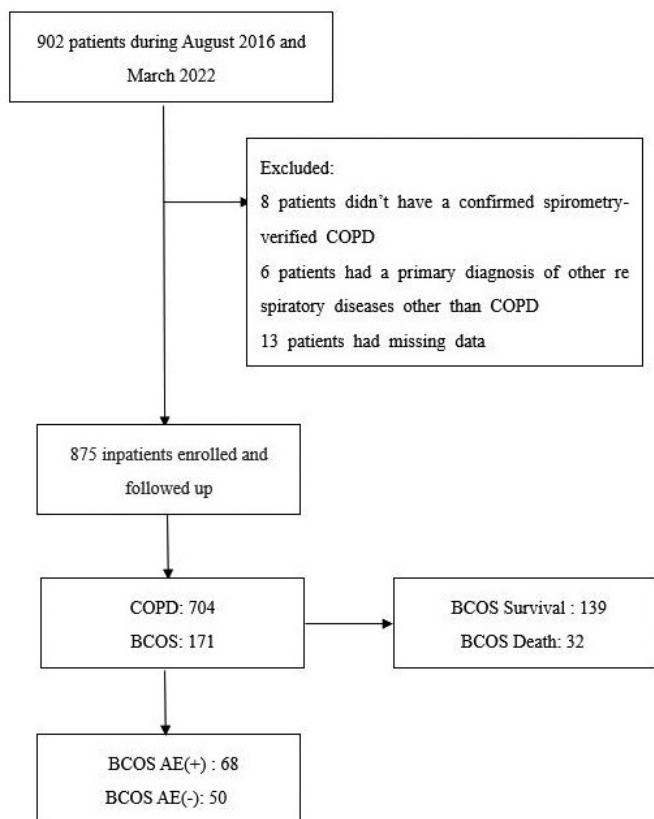 902 patients during August 2016 and
March 2022
Excluded:
8 patients didn’t have a confirmed spirometry-
verified COPD
6 patients had a primary diagnosis of other re
spiratory diseases other than COPD
13 patients had missing data
875 inpatients enrolled and
followed up
COPD: 704
BCOS: 171
BCOS Survival : 139
BCOS Death: 32
BCOS AE(+) : 68
BCOS AE(-): 50